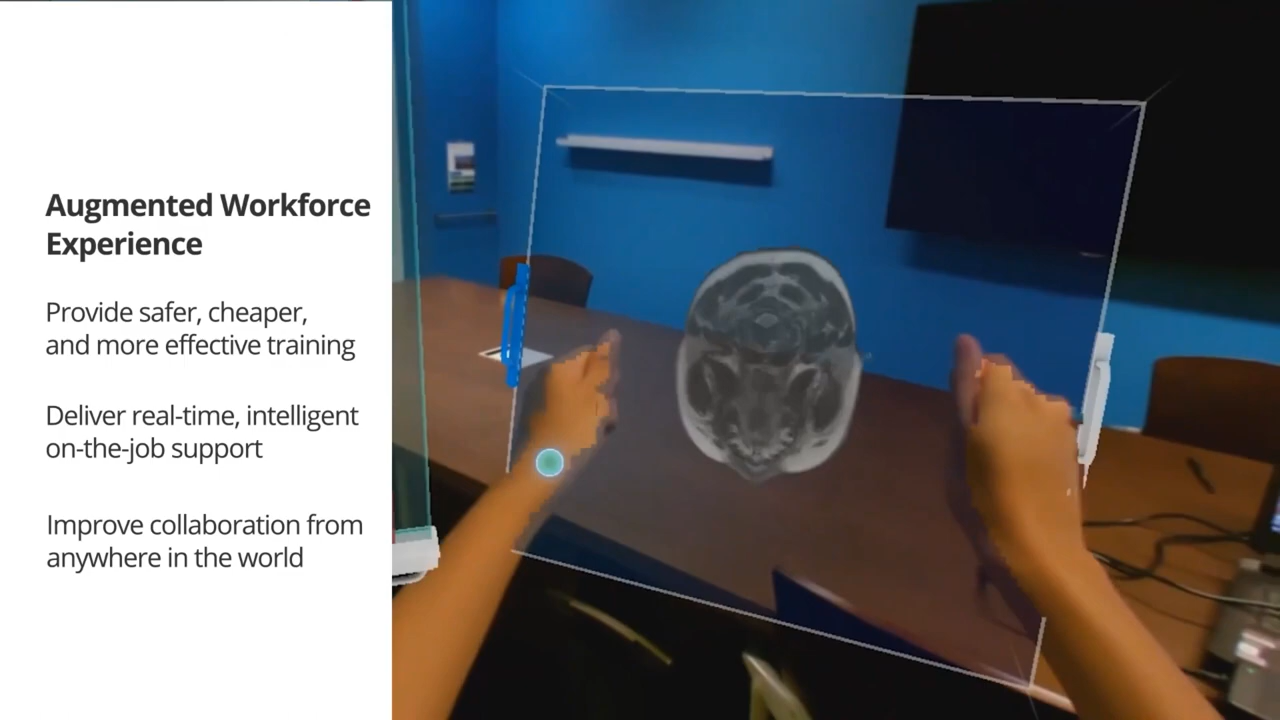 Augmented Workforce
Experience
Provide safer, cheaper,
and more effective training
Deliver real-time, intelligent
on-the-job support
Improve collaboration from
anywhere in the world